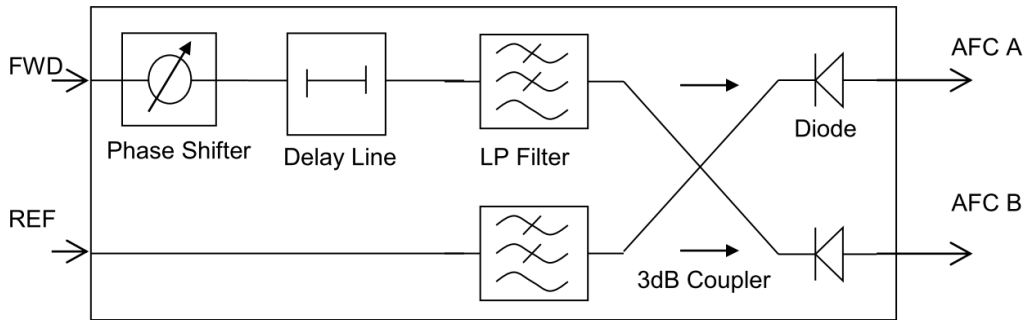 FWD
AFC A
Phase Shifter
Delay Line
LP Filter
Diode
REF
AFC B
3dB Coupler